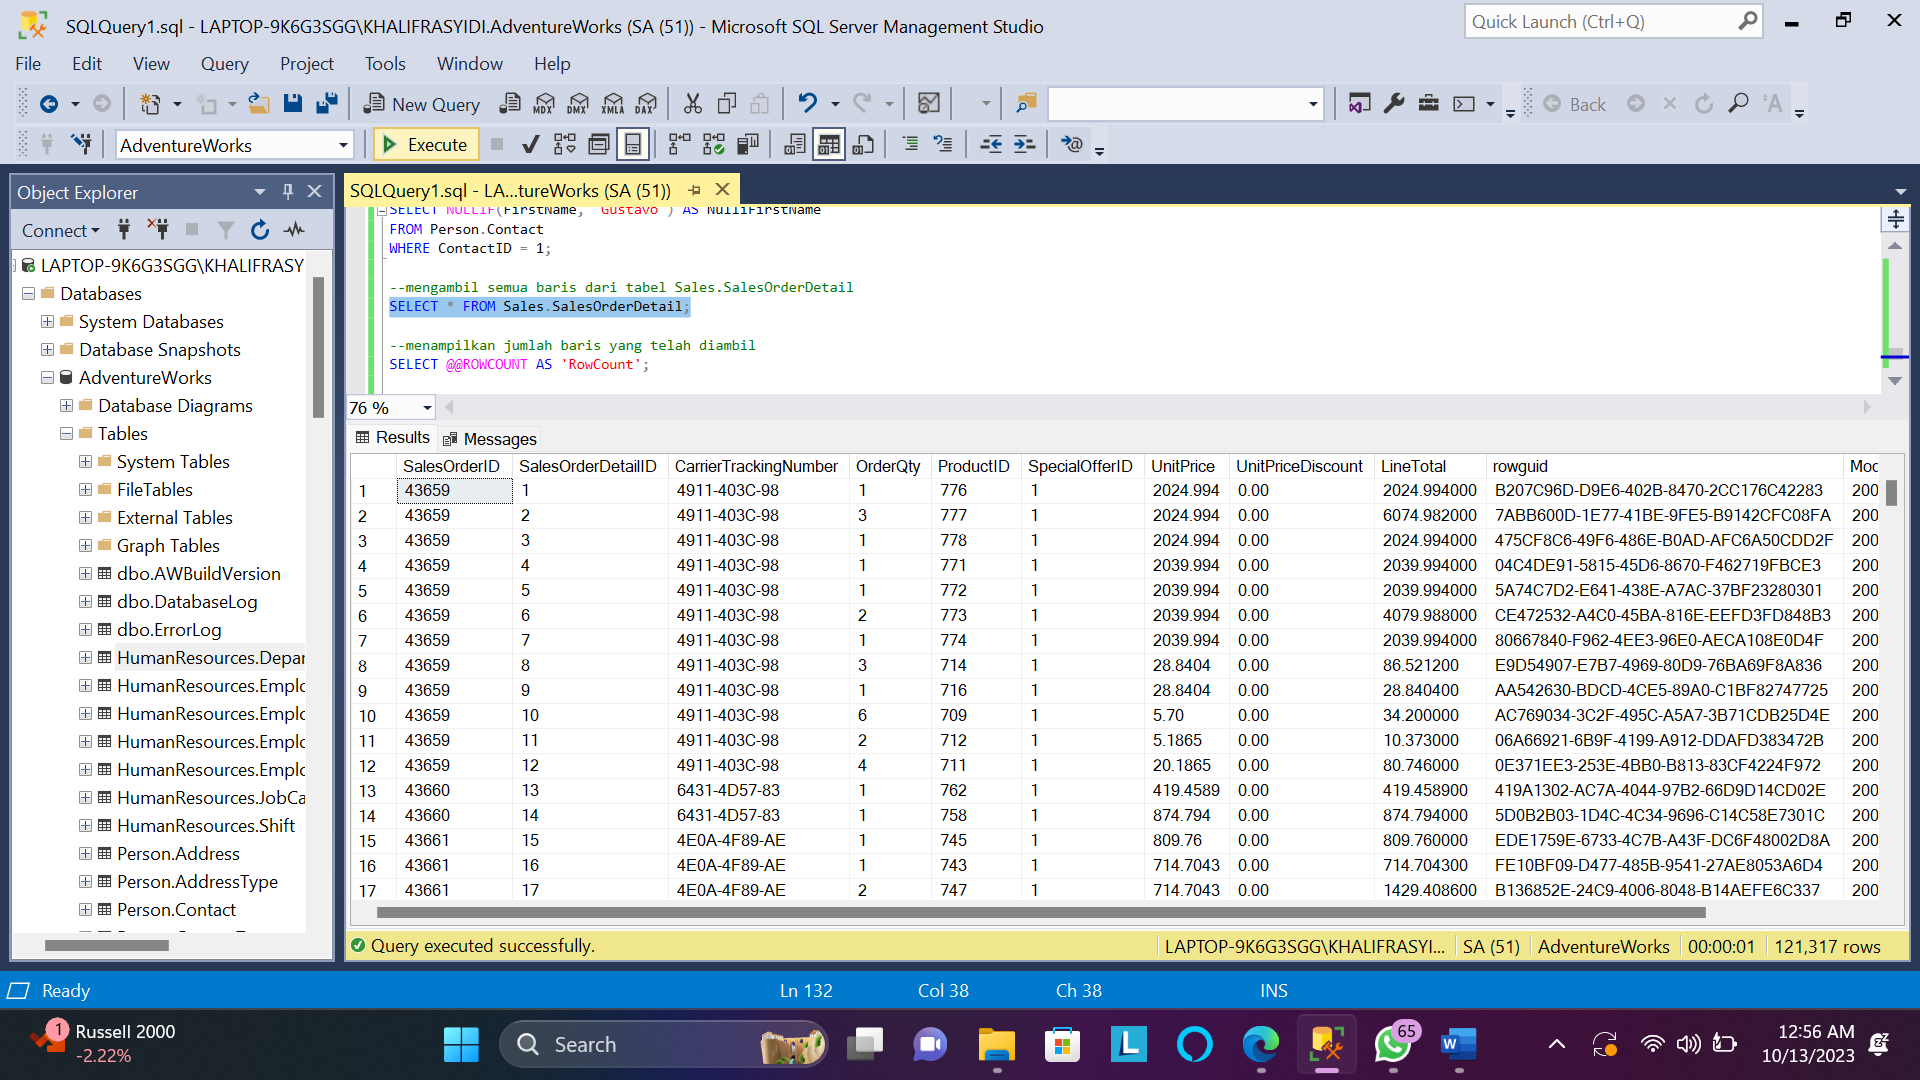 SQLQuery1.sql - LAPTOP-9K6G3SGG\KHALIFRASYIDI.AdventureWorks (SA (51)) - Microsoft SQL Server Management Studio
Quick Launch (Ctrl+Q)
File Edit View Query Project Tools Window Help
New Query MDX DMX XMLA DAX Back
AdventureWorks Execute
Object Explorer
Connect
LAPTOP-9K6G3SGG\KHALIFRASY
Databases
System Databases
Database Snapshots
AdventureWorks
Database Diagrams
Tables
System Tables
FileTables
External Tables
Graph Tables
dbo.AWBuildVersion
dbo.DatabaseLog
dbo.ErrorLog
HumanResources.Depar
HumanResources.Emplo
HumanResources.Emplo
HumanResources.Emplo
HumanResources.Emplo
HumanResources.JobCa
HumanResources.Shift
Person.Address
Person.AddressType
Person.Contact
SQLQuery1.sql - LA...tureWorks (SA (51))
SELECT NULLIF(FirstName, 'Gustavo') AS NullFirstName
FROM Person.Contact
WHERE ContactID = 1;
--mengambil semua baris dari tabel Sales.SalesOrderDetail
SELECT * FROM Sales.SalesOrderDetail;
--menampilkan jumlah baris yang telah diambil
SELECT @@ROWCOUNT AS 'RowCount';
76 %
Results Messages
SalesOrderID SalesOrderDetailID CarrierTrackingNumber OrderQty ProductID SpecialOfferID UnitPrice UnitPriceDiscount LineTotal rowguid Moc
1 43659 1 4911-403C-98 1 776 1 2024.994 0.00 2024.994000 B207C96D-D9E6-402B-8470-2CC176C42283 200
2 43659 2 4911-403C-98 3 777 1 2024.994 0.00 6074.982000 7ABB600D-1E77-41BE-9FE5-B9142CFC08FA 200
3 43659 3 4911-403C-98 1 778 1 2024.994 0.00 2024.994000 475CF8C6-49F6-486E-B0AD-AFC6A50CDD2F 200
4 43659 4 4911-403C-98 1 771 1 2039.994 0.00 2039.994000 04C4DE91-5815-45D6-8670-F462719FBCE3 200
5 43659 5 4911-403C-98 1 772 1 2039.994 0.00 2039.994000 5A74C7D2-E641-438E-A7AC-37BF23280301 200
6 43659 6 4911-403C-98 2 773 1 2039.994 0.00 4079.988000 CE472532-A4C0-45BA-816E-EEFD3FD848B3 200
7 43659 7 4911-403C-98 1 774 1 2039.994 0.00 2039.994000 80667840-F962-4EE3-96E0-AECA108E0D4F 200
8 43659 8 4911-403C-98 3 714 1 28.8404 0.00 86.521200 E9D54907-E7B7-4969-80D9-76BA69F8A836 200
9 43659 9 4911-403C-98 1 716 1 28.8404 0.00 28.840400 AA542630-BDCD-4CE5-89A0-C1BF82747725 200
10 43659 10 4911-403C-98 6 709 1 5.70 0.00 34.200000 AC769034-3C2F-495C-A5A7-3B71CDB25D4E 200
11 43659 11 4911-403C-98 2 712 1 5.1865 0.00 10.373000 06A66921-6B9F-4199-A912-DDAFD383472B 200
12 43659 12 4911-403C-98 4 711 1 20.1865 0.00 80.746000 0E371EE3-253E-4BB0-B813-83CF4224F972 200
13 43660 13 6431-4D57-83 1 762 1 419.4589 0.00 419.458900 419A1302-AC7A-4044-97B2-66D9D14CD02E 200
14 43660 14 6431-4D57-83 1 758 1 874.794 0.00 874.794000 5D0B2B03-1D4C-4C34-9696-C14C58E7301C 200
15 43661 15 4E0A-4F89-AE 1 745 1 809.76 0.00 809.760000 EDE1759E-6733-4C7B-A43F-DC6F48002D8A 200
16 43661 16 4E0A-4F89-AE 1 743 1 714.7043 0.00 714.704300 FE10BF09-D477-485B-9541-27AE8053A6D4 200
17 43661 17 4E0A-4F89-AE 2 747 1 714.7043 0.00 1429.408600 B136852E-24C9-4006-8048-B14AEFE6C337 200
Query executed successfully. LAPTOP-9K6G3SGG\KHALIFRASYI... SA (51) AdventureWorks 00:00:01 121,317 rows
Ready Ln 132 Col 38 Ch 38 INS
1 Russell 2000
-2.22%
Search
L
65
W
12:56 AM
10/13/2023